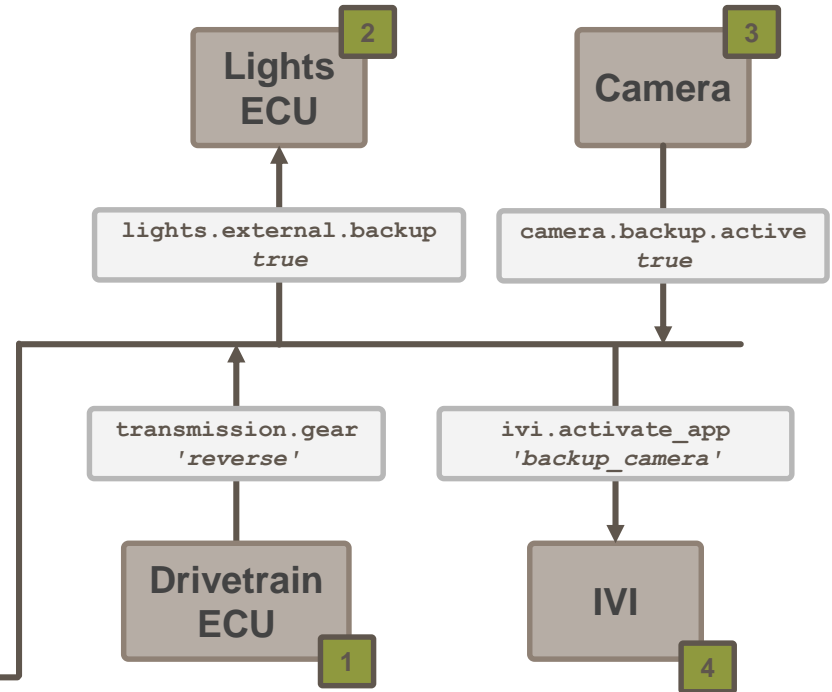 2
Lights
ECU
3
Camera
lights.external.backup
true
camera.backup.active
true
transmission.gear
'reverse'
ivi.activate_app
'backup_camera'
Drivetrain
ECU
1
IVI
4